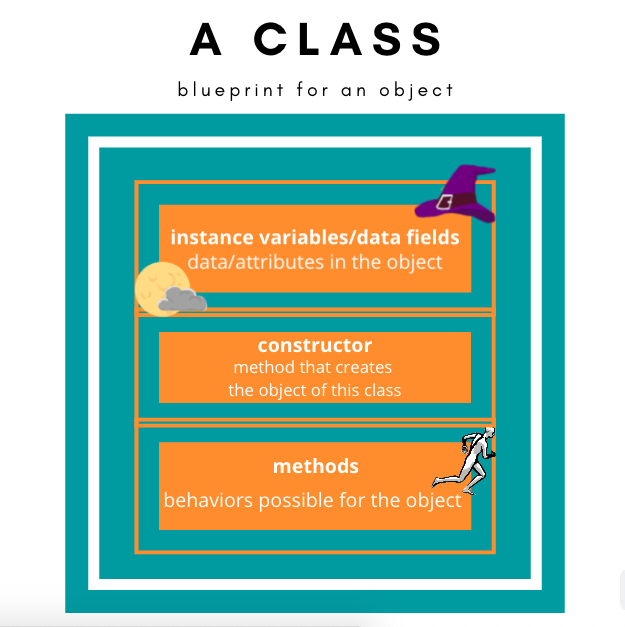 A CLASS
blueprint for an object
instance variables/data fields
data/attributes in the object
constructor
method that creates
the object of this class
methods
behaviors possible for the object